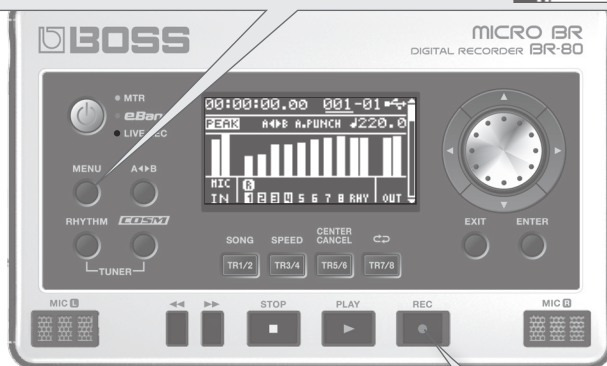 BOSS
MICRO BR
DIGITAL RECORDER BR-80
MTR
eBand
LIVE REC
00:00:00.00 001-01
PEAK A◂▸B A.PUNCH ♩220.0
MIC R
IN 1 2 3 4 5 6 7 8 RHY OUT
MENU A◂▸B
RHYTHM COSM
TUNER
EXIT ENTER
SONG SPEED CENTER CANCEL
TR1/2 TR3/4 TR5/6 TR7/8
MIC L STOP PLAY REC MIC R